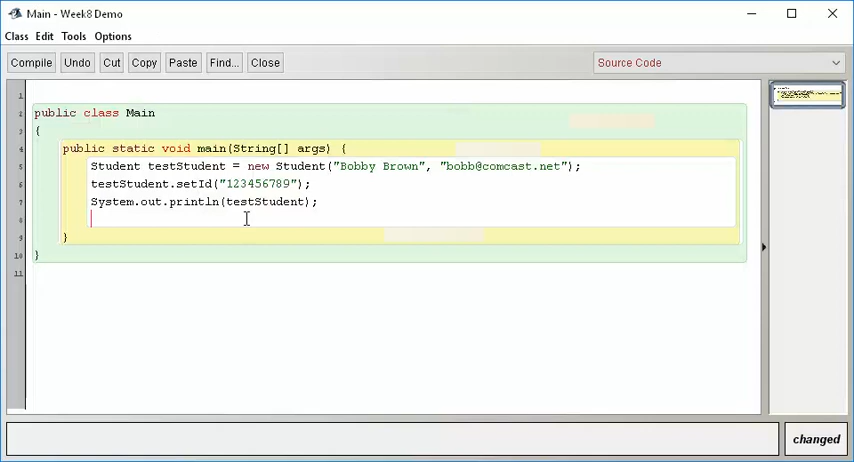 Main - Week8 Demo
Class Edit Tools Options
Compile Undo Cut Copy Paste Find... Close Source Code
1
2 public class Main
3 {
4 public static void main(String[] args) {
5 Student testStudent = new Student("Bobby Brown", "bobb@comcast.net");
6 testStudent.setId("123456789");
7 System.out.println(testStudent);
8
9 }
10 }
11
changed